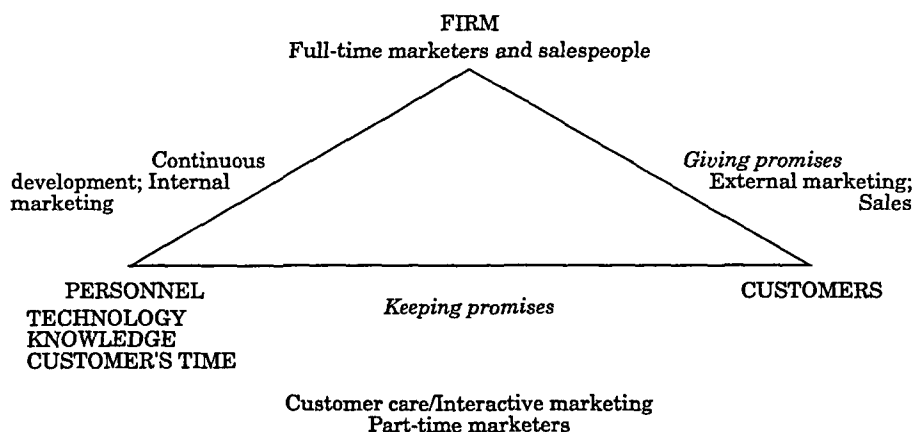 FIRM
Full-time marketers and salespeople
Continuous
development; Internal
marketing
Giving promises
External marketing;
Sales
PERSONNEL
TECHNOLOGY
KNOWLEDGE
CUSTOMER'S TIME
Keeping promises
CUSTOMERS
Customer care/Interactive marketing
Part-time marketers